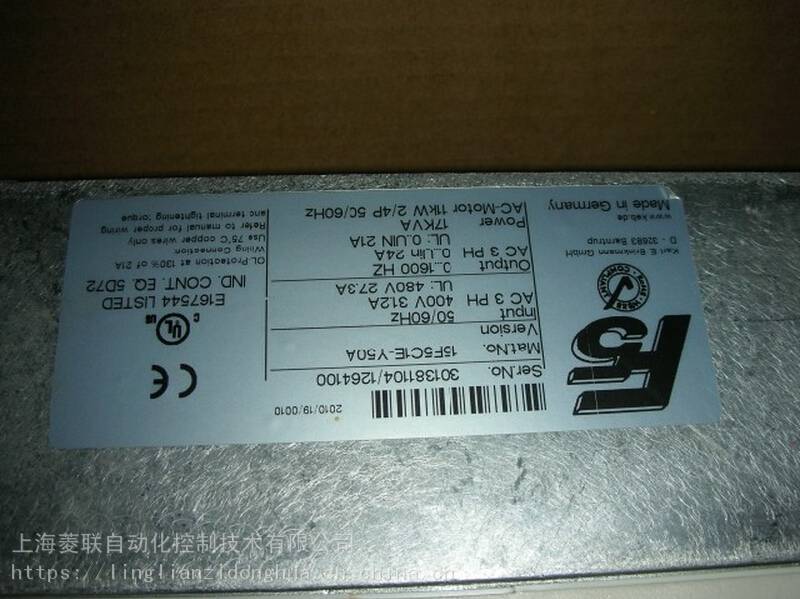 2010/19/0010
F5
Ser.No. 301381104/1264100
Mat.No. 15F5C1E-Y50A
Version
Input 50/60Hz
AC 3 PH 400V 31.2A
UL: 480V 27.3A
Output 0...1600 HZ
AC 3 PH 0..Uin 24A
UL: 0..UIN 21A
Power 17KVA
AC-Motor 11kW 2/4P 50/60Hz
CE
C UL US
E167544 LISTED
IND. CONT. EQ. 5D72
OL-Protection at 130% of 21A
Wiring Connection:
Use 75°C copper wires only
Refer to manual for proper wiring
and terminal tightening torque
COMPLIANT
Karl E. Brinkmann GmbH
D - 32683 Barntrup
www.keb.de
Made in Germany
上海菱联自动化控制技术有限公司